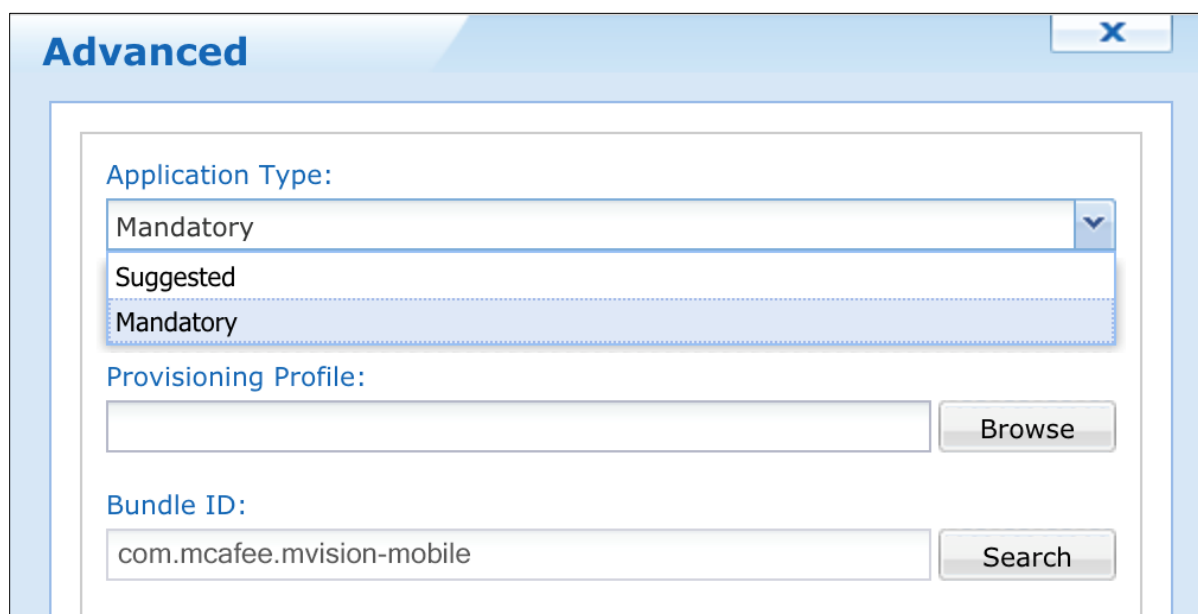 Advanced
x
Application Type:
Mandatory
Suggested
Mandatory
Provisioning Profile:
Browse
Bundle ID:
com.mcafee.mvision-mobile
Search